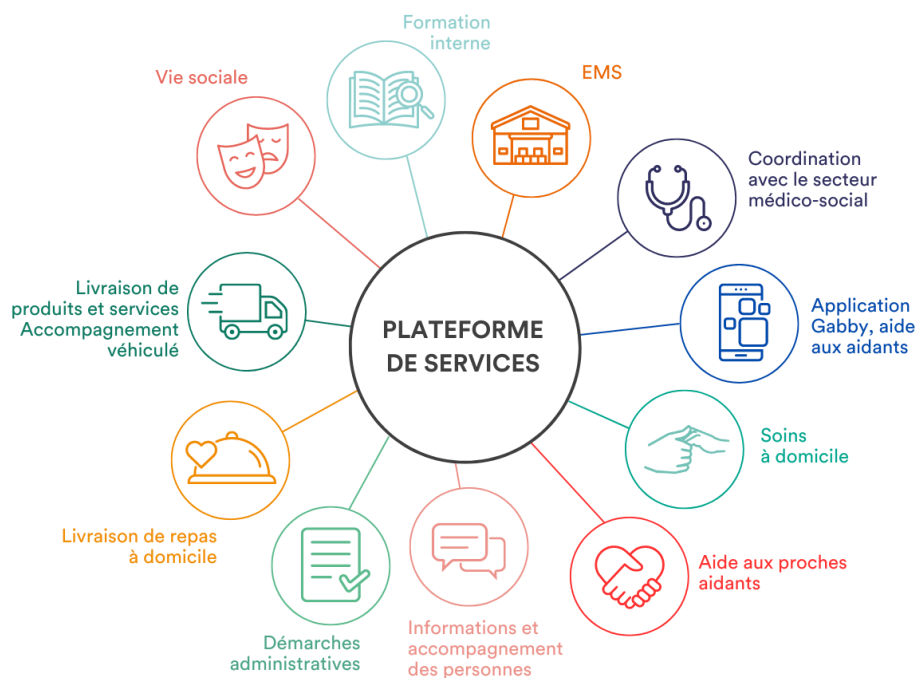 Formation
interne
EMS
Vie sociale
Coordination
avec le secteur
médico-social
Livraison de
produits et services
Accompagnement
véhiculé
PLATEFORME
DE SERVICES
Application
Gabby, aide
aux aidants
Soins
à domicile
Livraison de repas
à domicile
Aide aux proches
aidants
Démarches
administratives
Informations et
accompagnement
des personnes